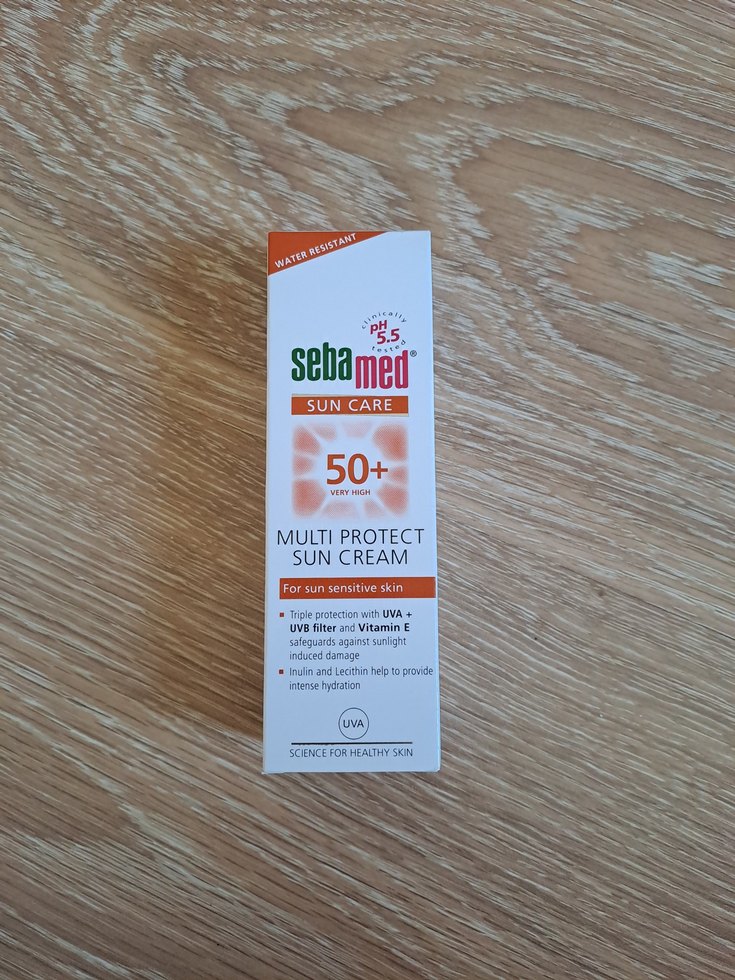 WATER RESISTANT
clinically
pH
5.5
tested
sebamed®
SUN CARE
50+
VERY HIGH
MULTI PROTECT
SUN CREAM
For sun sensitive skin
Triple protection with UVA +
UVB filter and Vitamin E
safeguards against sunlight
induced damage
Inulin and Lecithin help to provide
intense hydration
UVA
SCIENCE FOR HEALTHY SKIN